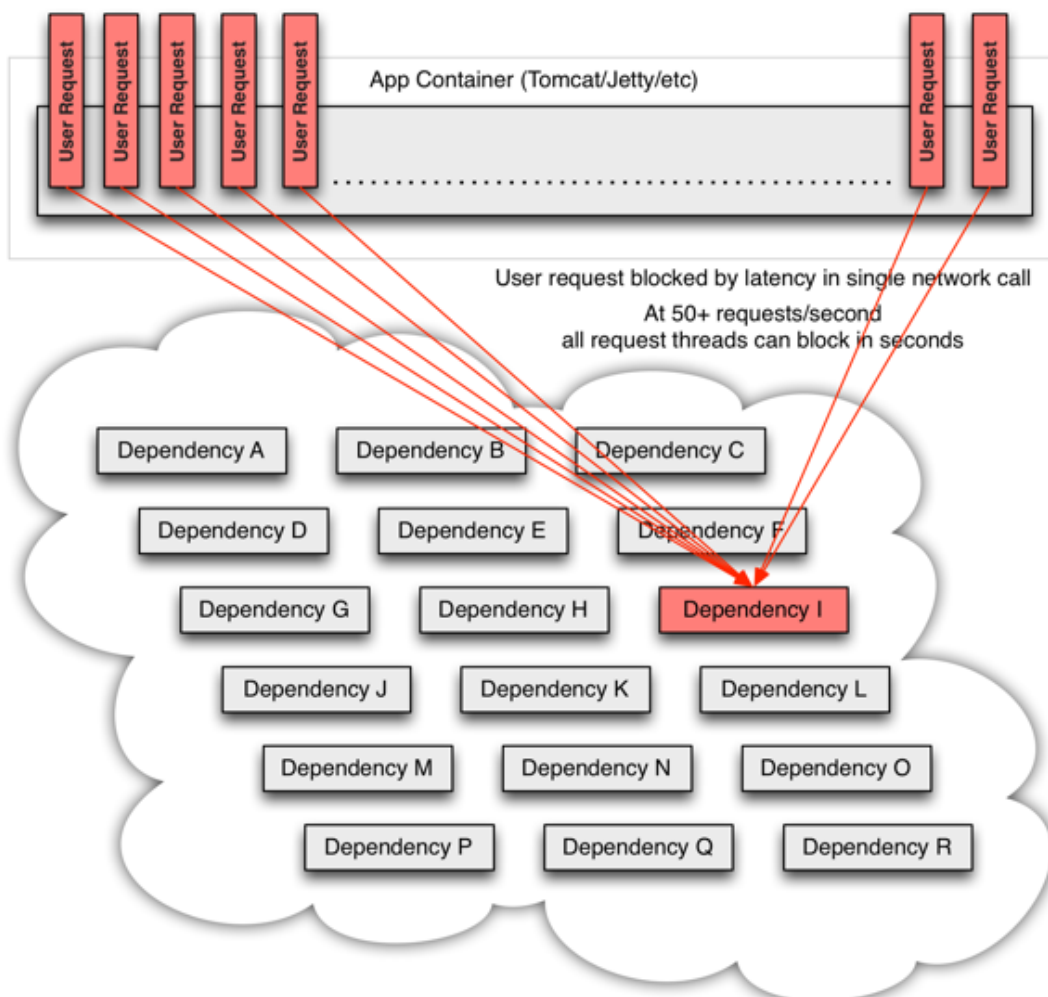 User Request
User Request
User Request
User Request
User Request
User Request
User Request
App Container (Tomcat/Jetty/etc)
User request blocked by latency in single network call
At 50+ requests/second
all request threads can block in seconds
Dependency A
Dependency B
Dependency C
Dependency D
Dependency E
Dependency F
Dependency G
Dependency H
Dependency I
Dependency J
Dependency K
Dependency L
Dependency M
Dependency N
Dependency O
Dependency P
Dependency Q
Dependency R